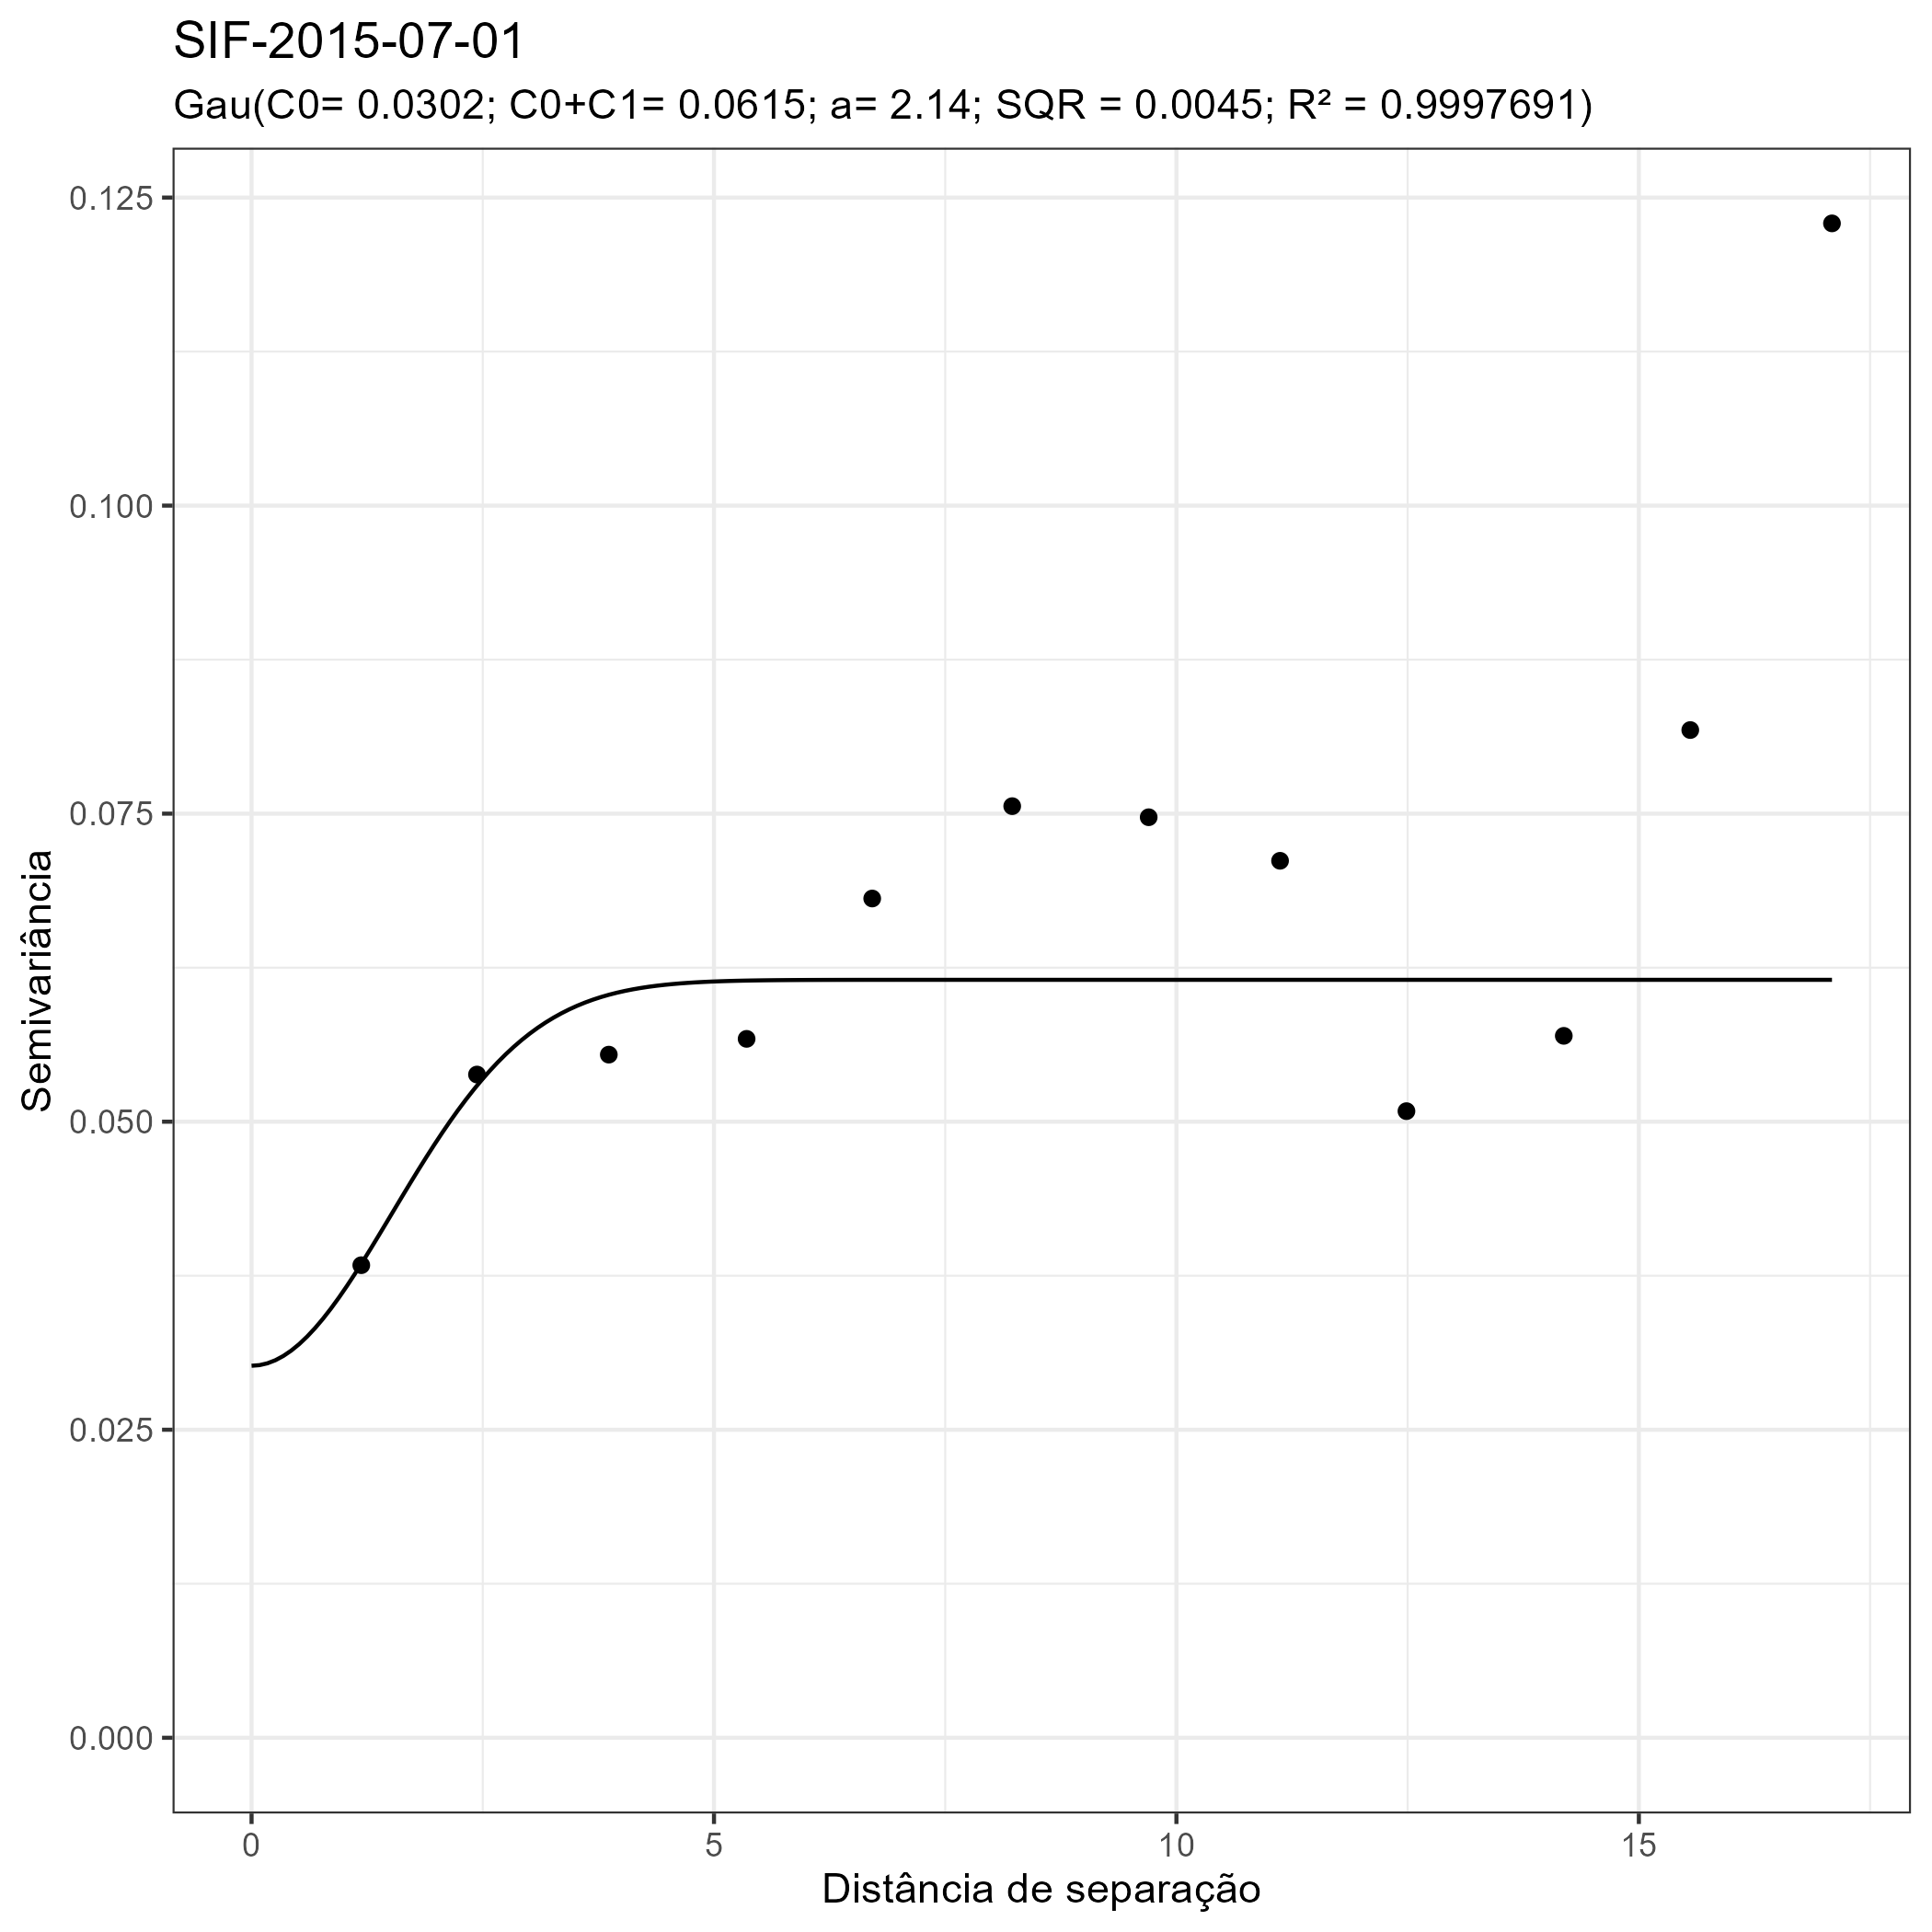 SIF-2015-07-01
Gau(C0= 0.0302; C0+C1= 0.0615; a= 2.14; SQR = 0.0045; R² = 0.9997691)
0.125
0.100
0.075
0.050
0.025
0.000
Semivariância
0 5 10 15
Distância de separação